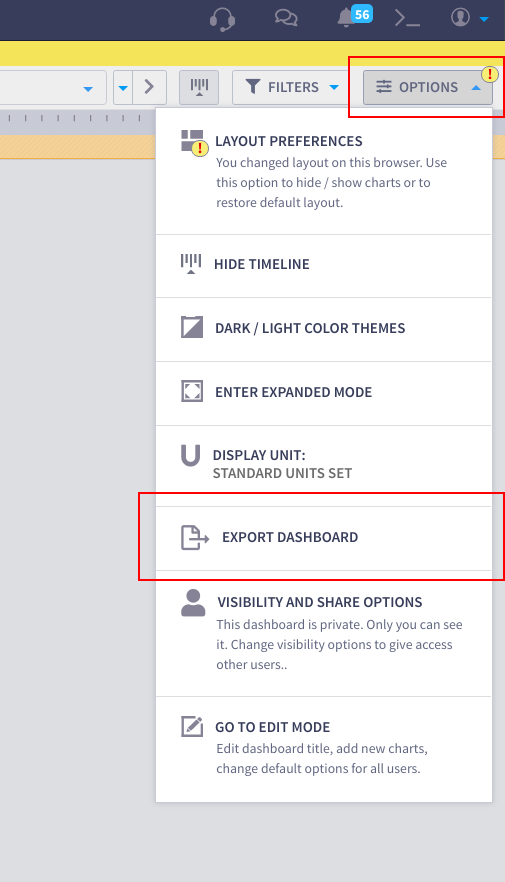 56
FILTERS
OPTIONS
!
!
LAYOUT PREFERENCES
You changed layout on this browser. Use
this option to hide / show charts or to
restore default layout.
HIDE TIMELINE
DARK / LIGHT COLOR THEMES
ENTER EXPANDED MODE
DISPLAY UNIT:
STANDARD UNITS SET
EXPORT DASHBOARD
VISIBILITY AND SHARE OPTIONS
This dashboard is private. Only you can see
it. Change visibility options to give access
other users..
GO TO EDIT MODE
Edit dashboard title, add new charts,
change default options for all users.